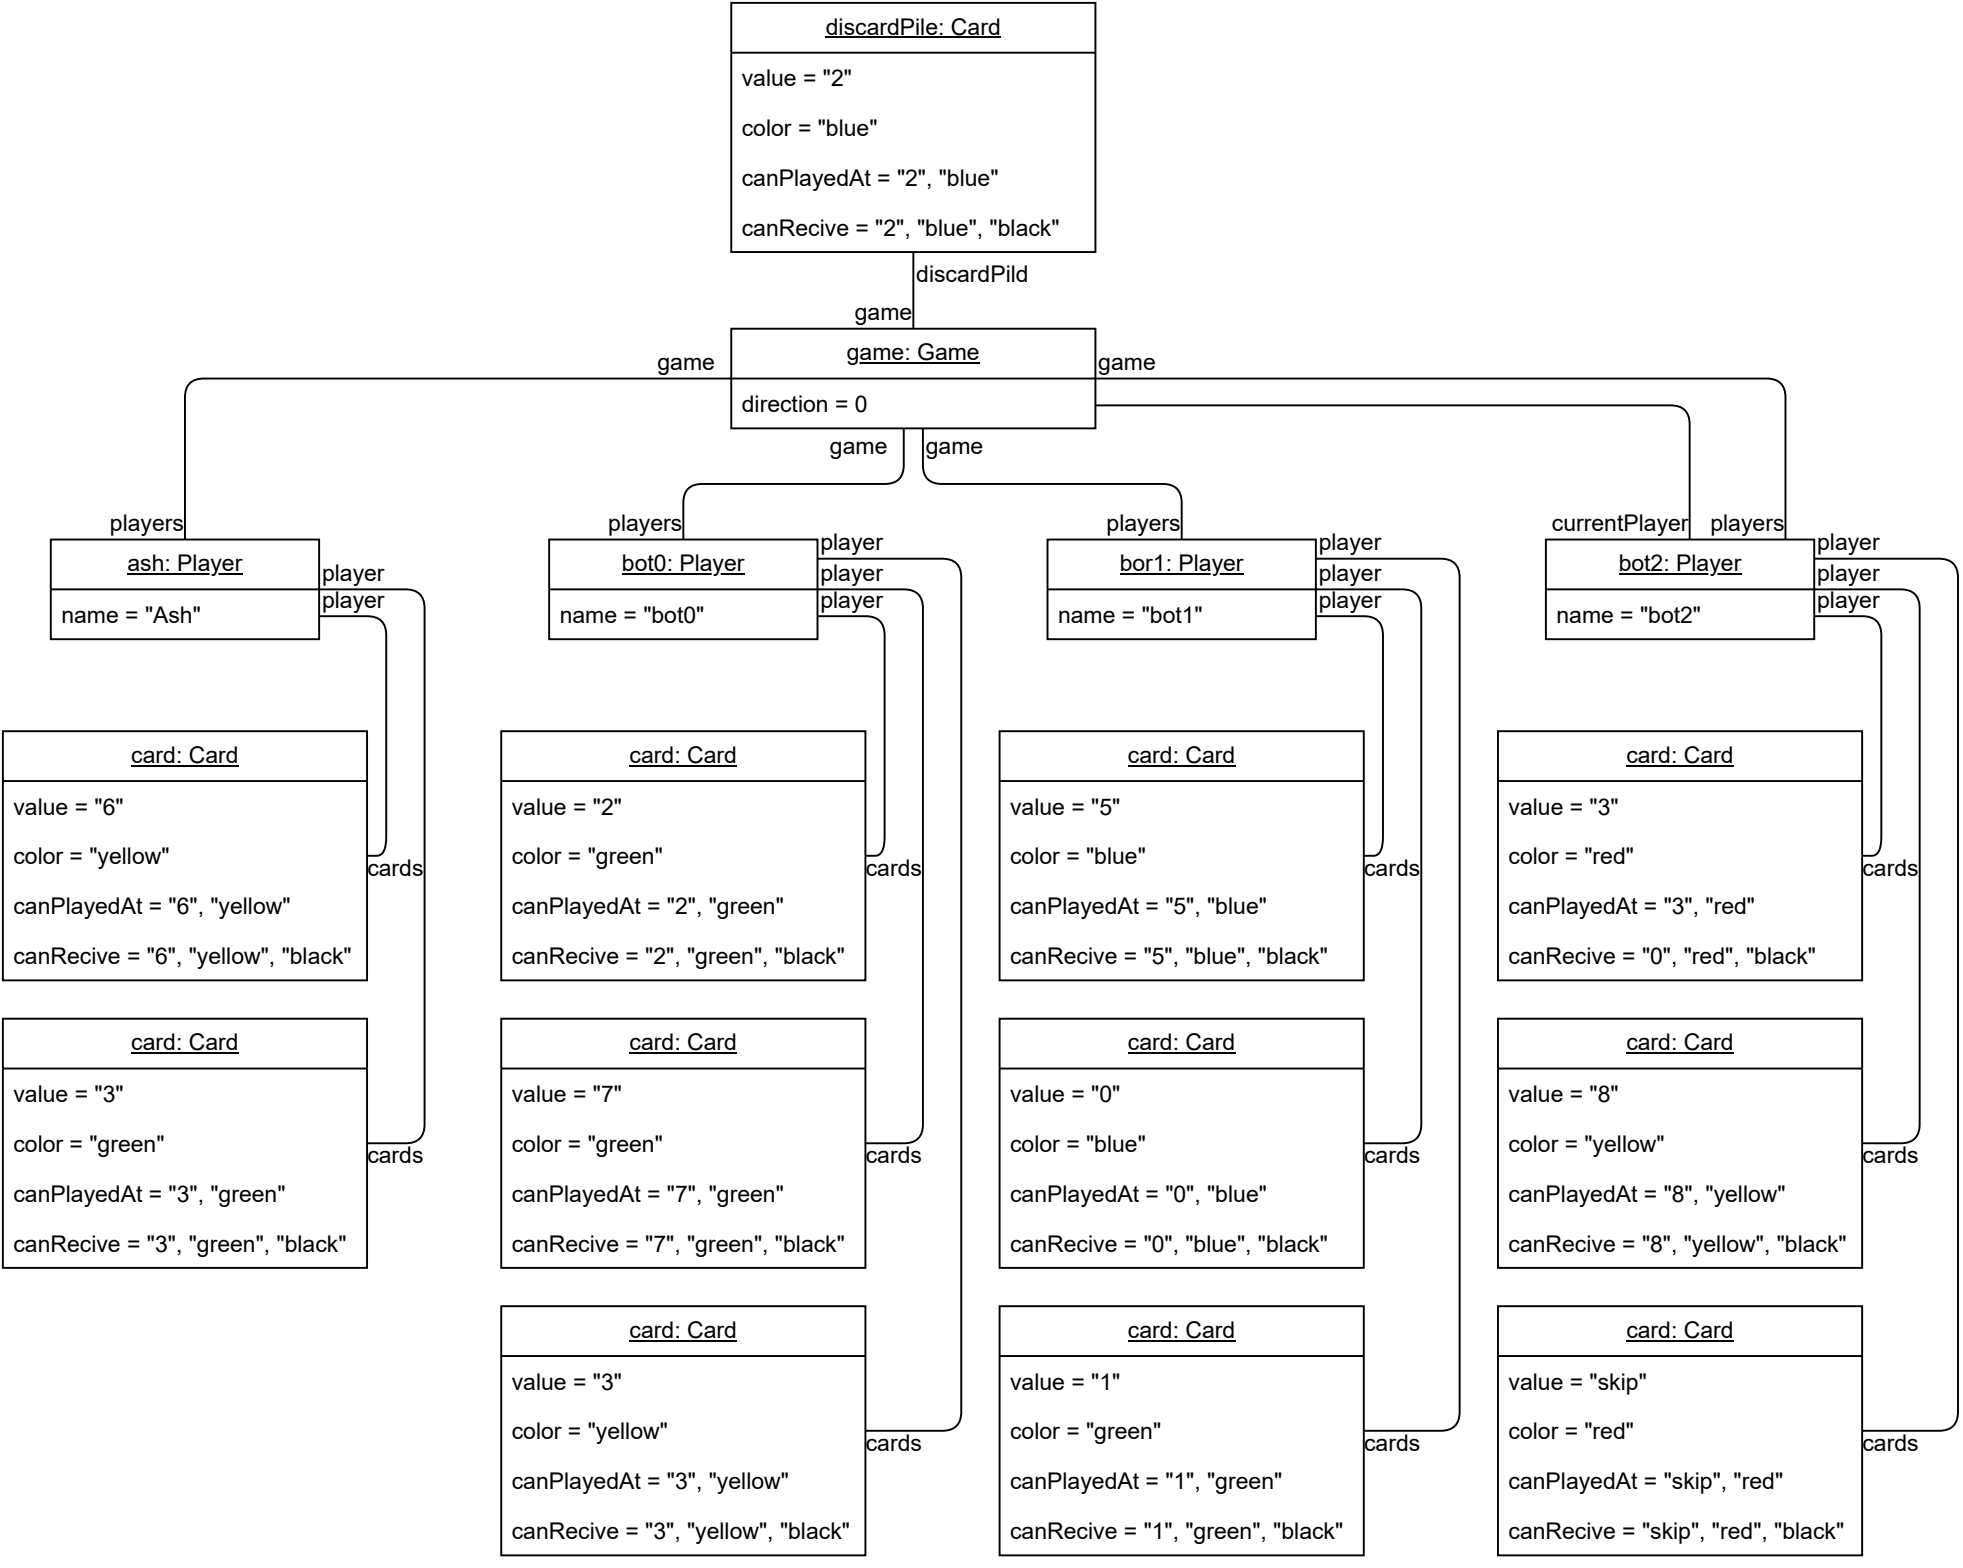 discardPile: Card
value = "2"
color = "blue"
canPlayedAt = "2", "blue"
canRecive = "2", "blue", "black"
discardPild
game
game: Game
direction = 0
game
game
game
game
players
players
players
currentPlayer
players
ash: Player
name = "Ash"
player
player
bot0: Player
name = "bot0"
player
player
player
bor1: Player
name = "bot1"
player
player
player
bot2: Player
name = "bot2"
player
player
player
card: Card
value = "6"
color = "yellow"
canPlayedAt = "6", "yellow"
canRecive = "6", "yellow", "black"
cards
card: Card
value = "2"
color = "green"
canPlayedAt = "2", "green"
canRecive = "2", "green", "black"
cards
card: Card
value = "5"
color = "blue"
canPlayedAt = "5", "blue"
canRecive = "5", "blue", "black"
cards
card: Card
value = "3"
color = "red"
canPlayedAt = "3", "red"
canRecive = "0", "red", "black"
cards
card: Card
value = "3"
color = "green"
canPlayedAt = "3", "green"
canRecive = "3", "green", "black"
cards
card: Card
value = "7"
color = "green"
canPlayedAt = "7", "green"
canRecive = "7", "green", "black"
cards
card: Card
value = "0"
color = "blue"
canPlayedAt = "0", "blue"
canRecive = "0", "blue", "black"
cards
card: Card
value = "8"
color = "yellow"
canPlayedAt = "8", "yellow"
canRecive = "8", "yellow", "black"
cards
card: Card
value = "3"
color = "yellow"
canPlayedAt = "3", "yellow"
canRecive = "3", "yellow", "black"
cards
card: Card
value = "1"
color = "green"
canPlayedAt = "1", "green"
canRecive = "1", "green", "black"
cards
card: Card
value = "skip"
color = "red"
canPlayedAt = "skip", "red"
canRecive = "skip", "red", "black"
cards